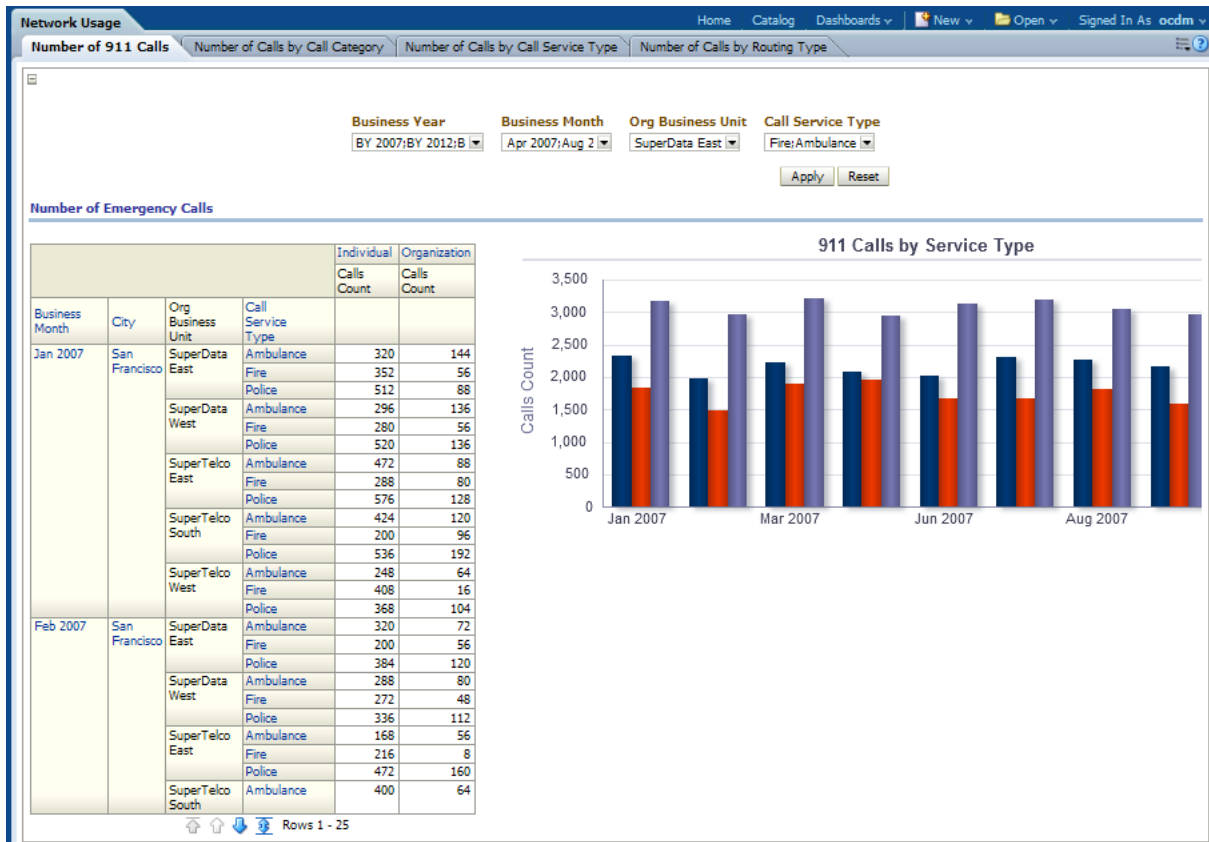 Network Usage
Home Catalog Dashboards New Open Signed In As ocdm
Number of 911 Calls Number of Calls by Call Category Number of Calls by Call Service Type Number of Calls by Routing Type
Business Year Business Month Org Business Unit Call Service Type
BY 2007;BY 2012;B Apr 2007;Aug 2 SuperData East Fire;Ambulance
Apply Reset
Number of Emergency Calls
Individual Organization
Calls Count Calls Count
Business Month City Org Business Unit Call Service Type
Jan 2007 San Francisco SuperData East Ambulance 320 144
Fire 352 56
Police 512 88
SuperData West Ambulance 296 136
Fire 280 56
Police 520 136
SuperTelco East Ambulance 472 88
Fire 288 80
Police 576 128
SuperTelco South Ambulance 424 120
Fire 200 96
Police 536 192
SuperTelco West Ambulance 248 64
Fire 408 16
Police 368 104
Feb 2007 San Francisco SuperData East Ambulance 320 72
Fire 200 56
Police 384 120
SuperData West Ambulance 288 80
Fire 272 48
Police 336 112
SuperTelco East Ambulance 168 56
Fire 216 8
Police 472 160
SuperTelco South Ambulance 400 64
Rows 1 - 25
911 Calls by Service Type
Calls Count
3,500
3,000
2,500
2,000
1,500
1,000
500
0
Jan 2007 Mar 2007 Jun 2007 Aug 2007